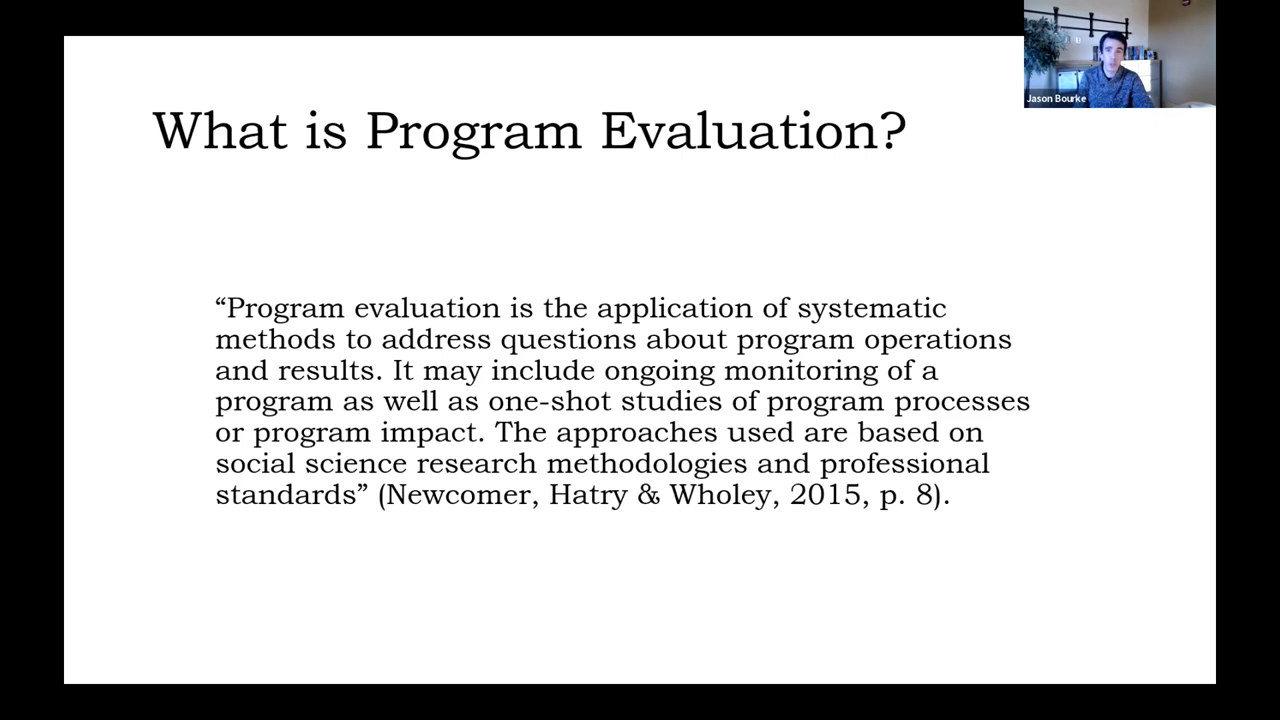 What is Program Evaluation?
“Program evaluation is the application of systematic
methods to address questions about program operations
and results. It may include ongoing monitoring of a
program as well as one-shot studies of program processes
or program impact. The approaches used are based on
social science research methodologies and professional
standards” (Newcomer, Hatry & Wholey, 2015, p. 8).
Jason Bourke